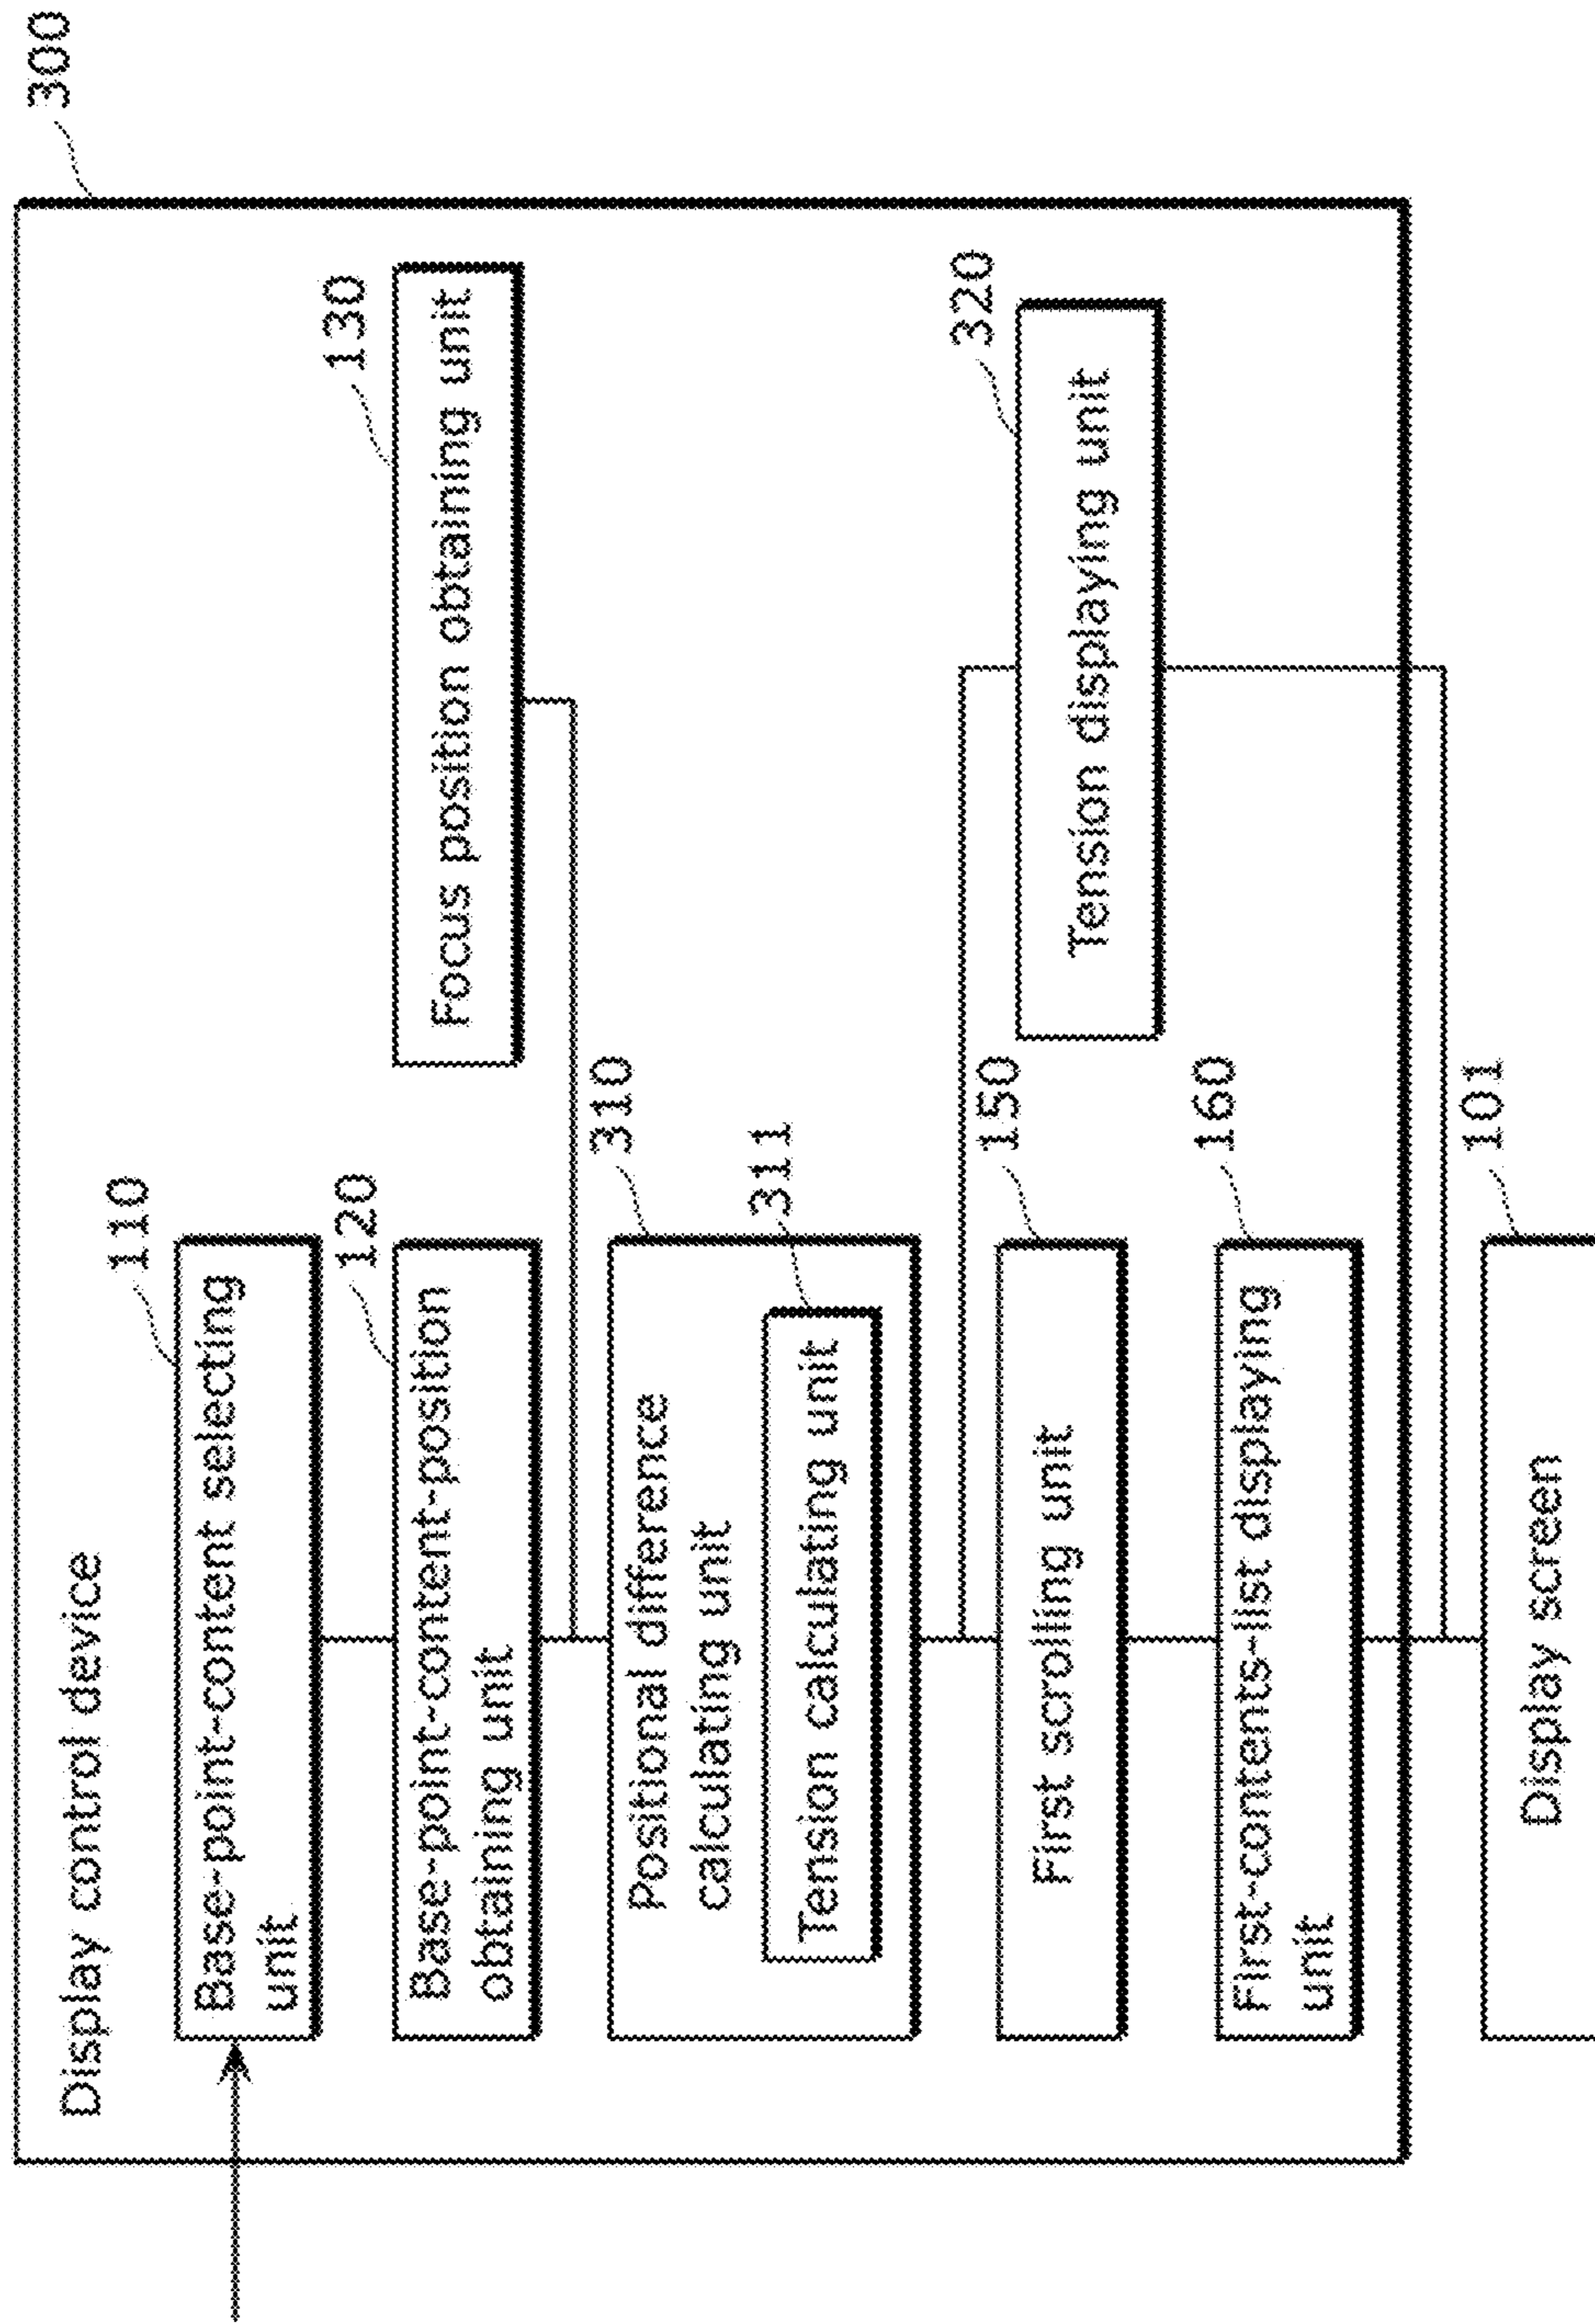 300
Display control device
110
Base-point-content selecting
unit
120
Base-point-content-position
obtaining unit
130
Focus position obtaining unit
310
Positional difference
calculating unit
311
Tension calculating unit
320
Tension displaying unit
150
First scrolling unit
160
First-contents-list displaying
unit
101
Display screen